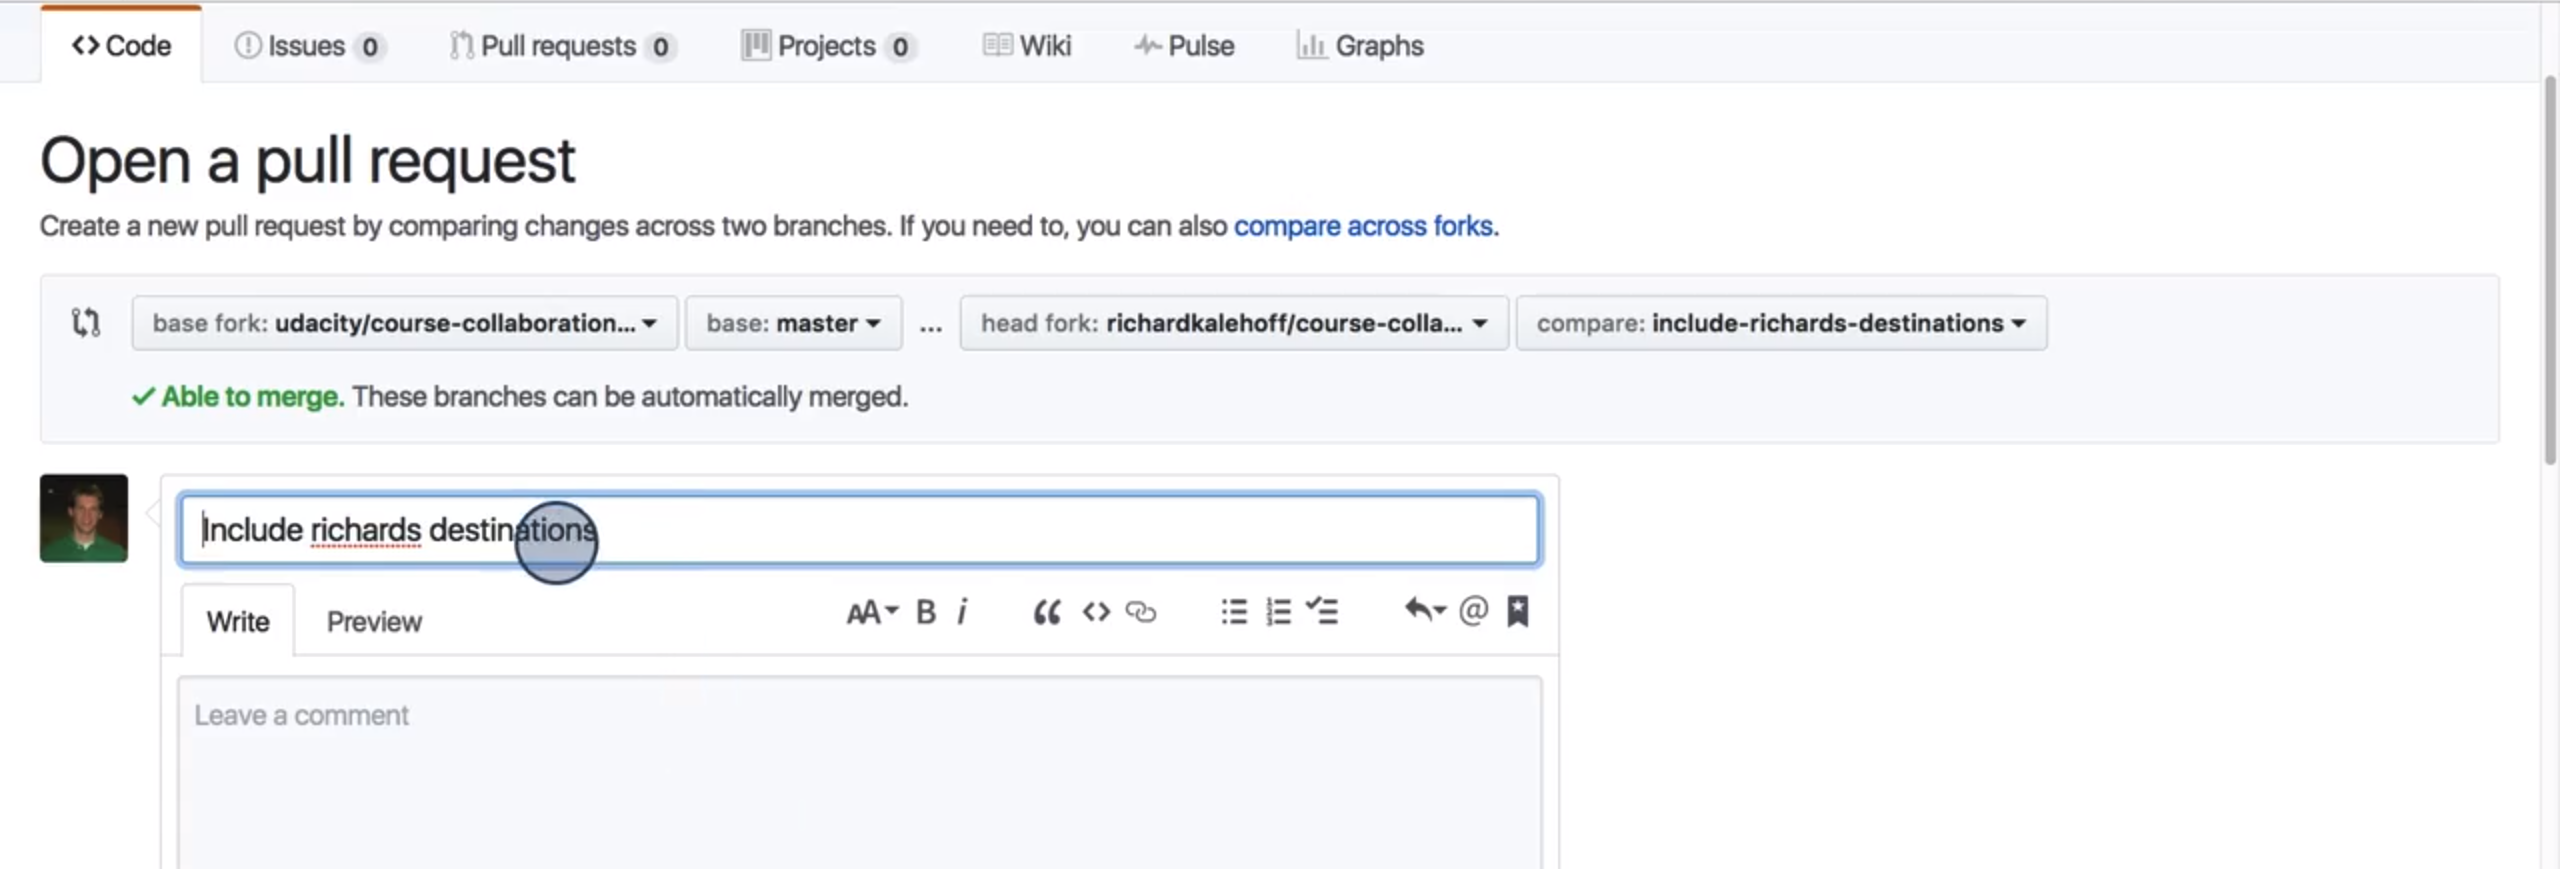 Code Issues 0 Pull requests 0 Projects 0 Wiki Pulse Graphs
Open a pull request
Create a new pull request by comparing changes across two branches. If you need to, you can also compare across forks.
base fork: udacity/course-collaboration... base: master ... head fork: richardkalehoff/course-colla... compare: include-richards-destinations
Able to merge. These branches can be automatically merged.
Include richards destinations
Write Preview AA B i “ <> @
Leave a comment